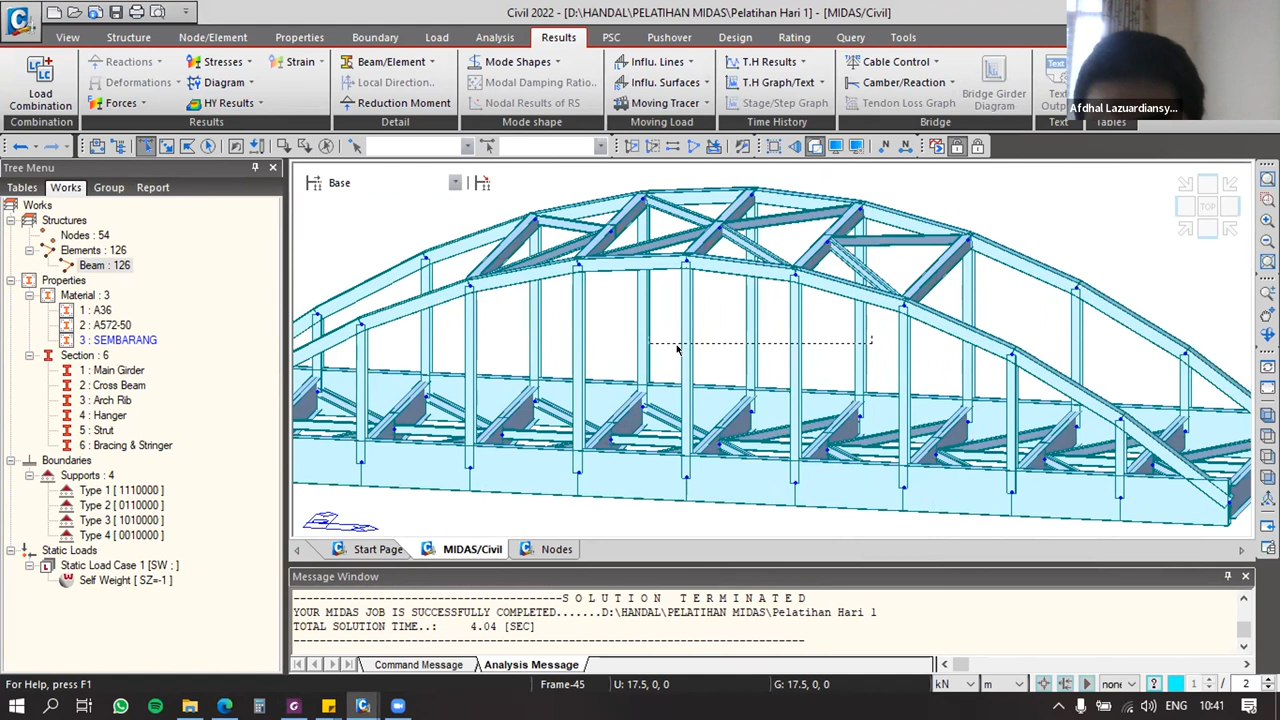 Civil 2022 - [D:\HANDAL\PELATIHAN MIDAS\Pelatihan Hari 1] - [MIDAS/Civil]
View Structure Node/Element Properties Boundary Load Analysis Results PSC Pushover Design Rating Query Tools
Load Combination
Combination
Reactions
Deformations
Forces
Stresses
Diagram
HY Results
Strain
Results
Beam/Element
Local Direction.
Reduction Moment
Detail
Mode Shapes
Modal Damping Ratio..
Nodal Results of RS
Mode shape
Influ. Lines
Influ. Surfaces
Moving Tracer
Moving Load
T.H Results
T.H Graph/Text
Stage/Step Graph
Time History
Cable Control
Camber/Reaction
Tendon Loss Graph
Bridge Girder Diagram
Bridge
Text
Text
Tables
Afdhal Lazuardiansy...
Tree Menu
Tables Works Group Report
Works
Structures
Nodes : 54
Elements : 126
Beam : 126
Properties
Material : 3
1 : A36
2 : A572-50
3 : SEMBARANG
Section : 6
1 : Main Girder
2 : Cross Beam
3 : Arch Rib
4 : Hanger
5 : Strut
6 : Bracing & Stringer
Boundaries
Supports : 4
Type 1 [ 1110000 ]
Type 2 [ 0110000 ]
Type 3 [ 1010000 ]
Type 4 [ 0010000 ]
Static Loads
Static Load Case 1 [SW ; ]
Self Weight [ SZ=-1 ]
Base
TOP
Start Page MIDAS/Civil Nodes
Message Window
S O L U T I O N T E R M I N A T E D
YOUR MIDAS JOB IS SUCCESSFULLY COMPLETED.......D:\HANDAL\PELATIHAN MIDAS\Pelatihan Hari 1
TOTAL SOLUTION TIME..: 4.04 [SEC]
Command Message Analysis Message
For Help, press F1
Frame-45
U: 17.5, 0, 0
G: 17.5, 0, 0
kN
m
none
1 / 2
ENG 10:41